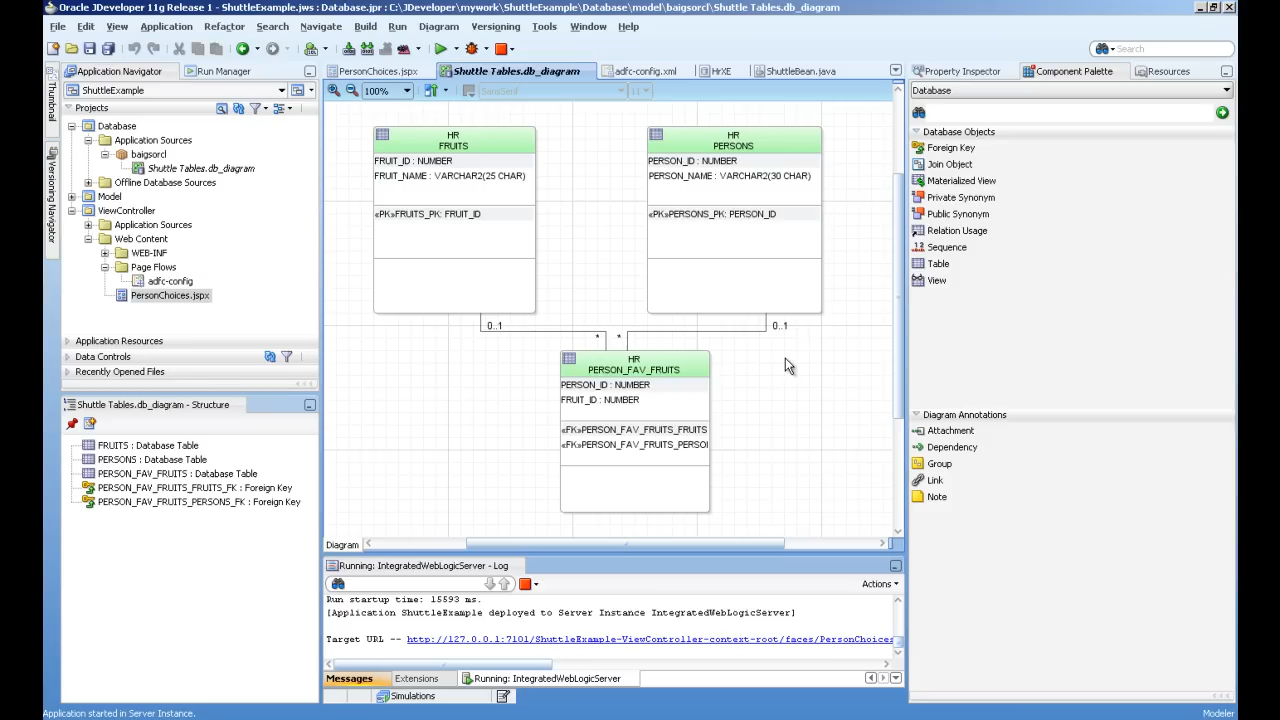 Oracle JDeveloper 11g Release 1 - ShuttleExample.jws : Database.jpr : C:\JDeveloper\mywork\ShuttleExample\Database\model\baigsorcl\Shuttle Tables.db_diagram
File Edit View Application Refactor Search Navigate Build Run Diagram Versioning Tools Window Help
Search
Application Navigator
Run Manager
PersonChoices.jspx
Shuttle Tables.db_diagram
adfc-config.xml
HrXE
ShuttleBean.java
Property Inspector
Component Palette
Resources
Thumbnail
Versioning Navigator
ShuttleExample
Projects
Database
Application Sources
baigsorcl
Shuttle Tables.db_diagram
Offline Database Sources
Model
ViewController
Application Sources
Web Content
WEB-INF
Page Flows
adfc-config
PersonChoices.jspx
Application Resources
Data Controls
Recently Opened Files
Shuttle Tables.db_diagram - Structure
FRUITS : Database Table
PERSONS : Database Table
PERSON_FAV_FRUITS : Database Table
PERSON_FAV_FRUITS_FRUITS_FK : Foreign Key
PERSON_FAV_FRUITS_PERSONS_FK : Foreign Key
100%
SansSerif
11
HR
FRUITS
FRUIT_ID : NUMBER
FRUIT_NAME : VARCHAR2(25 CHAR)
«PK»FRUITS_PK: FRUIT_ID
HR
PERSONS
PERSON_ID : NUMBER
PERSON_NAME : VARCHAR2(30 CHAR)
«PK»PERSONS_PK: PERSON_ID
0..1
*
*
0..1
HR
PERSON_FAV_FRUITS
PERSON_ID : NUMBER
FRUIT_ID : NUMBER
«FK»PERSON_FAV_FRUITS_FRUITS
«FK»PERSON_FAV_FRUITS_PERSO
Diagram
Running: IntegratedWebLogicServer - Log
Actions
Run startup time: 15593 ms.
[Application ShuttleExample deployed to Server Instance IntegratedWebLogicServer]
Target URL -- http://127.0.0.1:7101/ShuttleExample-ViewController-context-root/faces/PersonChoices
Messages
Extensions
Running: IntegratedWebLogicServer
Simulations
Database
Database Objects
Foreign Key
Join Object
Materialized View
Private Synonym
Public Synonym
Relation Usage
Sequence
Table
View
Diagram Annotations
Attachment
Dependency
Group
Link
Note
Application started in Server Instance.
Modeler